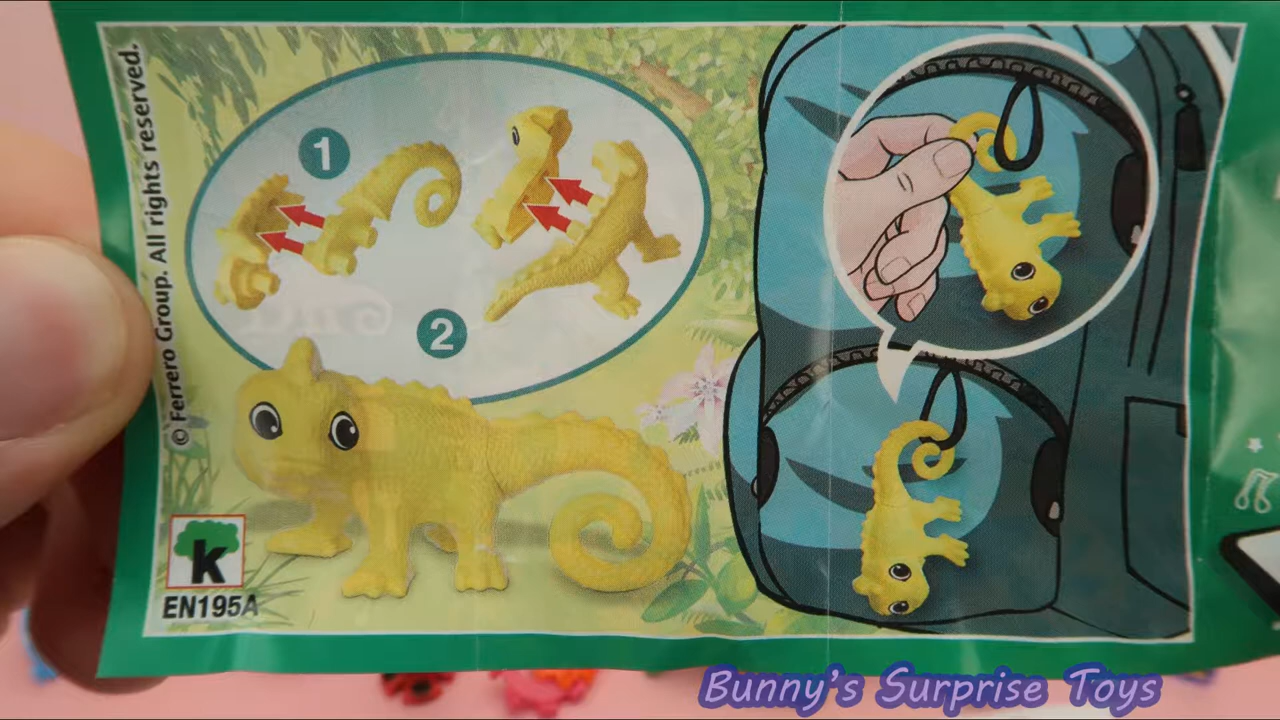 © Ferrero Group. All rights reserved.
1
2
k
EN195A
Bunny's Surprise Toys